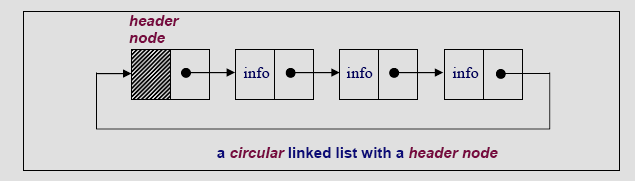 header
node
info
info
info
a circular linked list with a header node